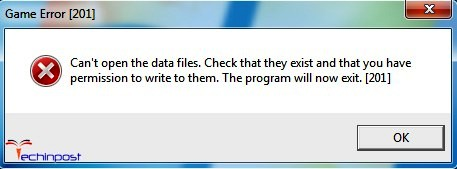 Game Error [201]
Can't open the data files. Check that they exist and that you have
permission to write to them. The program will now exit. [201]
OK
Techinpost